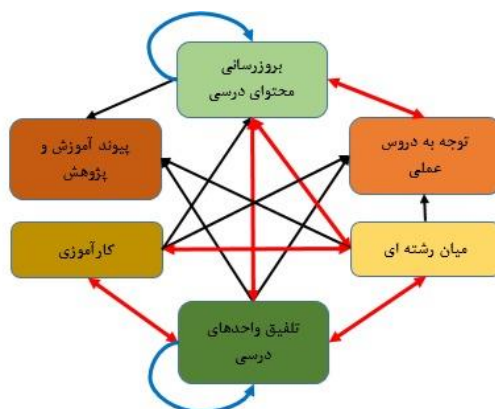 بروزرسانی
محتوای درسی
توجه به دروس
عملی
پیوند آموزش و
پژوهش
میان رشته ای
کارآموزی
تلفیق واحدهای
درسی